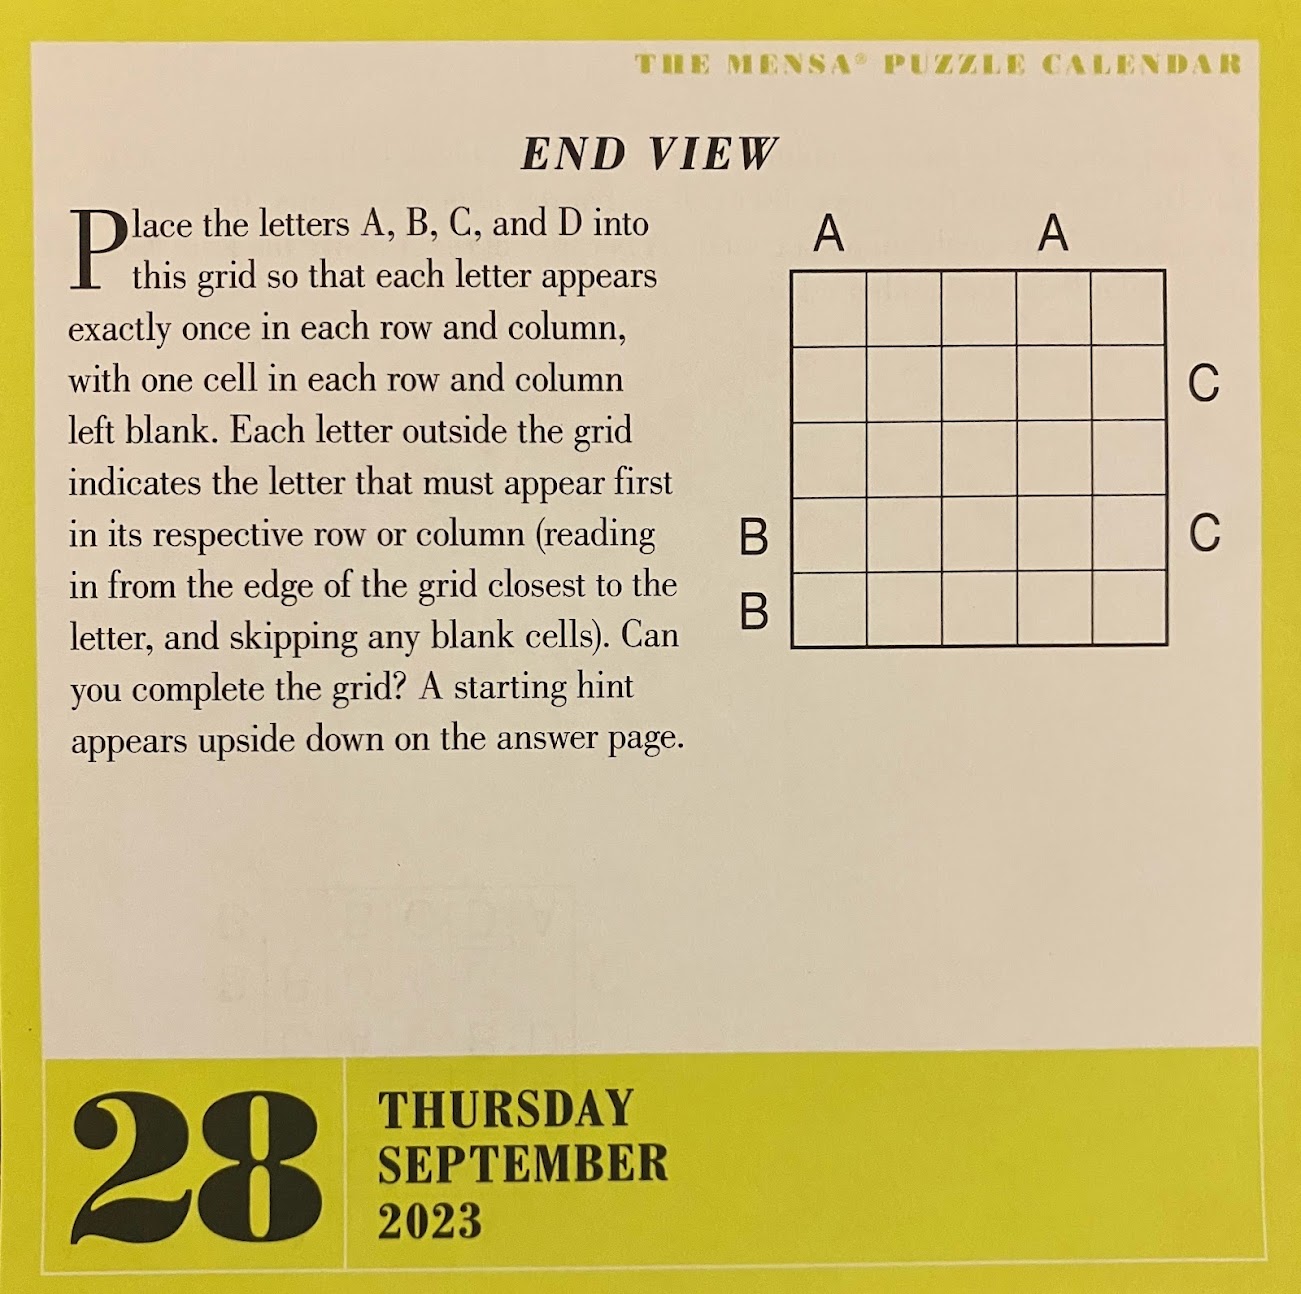 THE MENSA® PUZZLE CALENDAR
END VIEW
Place the letters A, B, C, and D into
this grid so that each letter appears
exactly once in each row and column,
with one cell in each row and column
left blank. Each letter outside the grid
indicates the letter that must appear first
in its respective row or column (reading
in from the edge of the grid closest to the
letter, and skipping any blank cells). Can
you complete the grid? A starting hint
appears upside down on the answer page.
A A
C
B C
B
28
THURSDAY
SEPTEMBER
2023